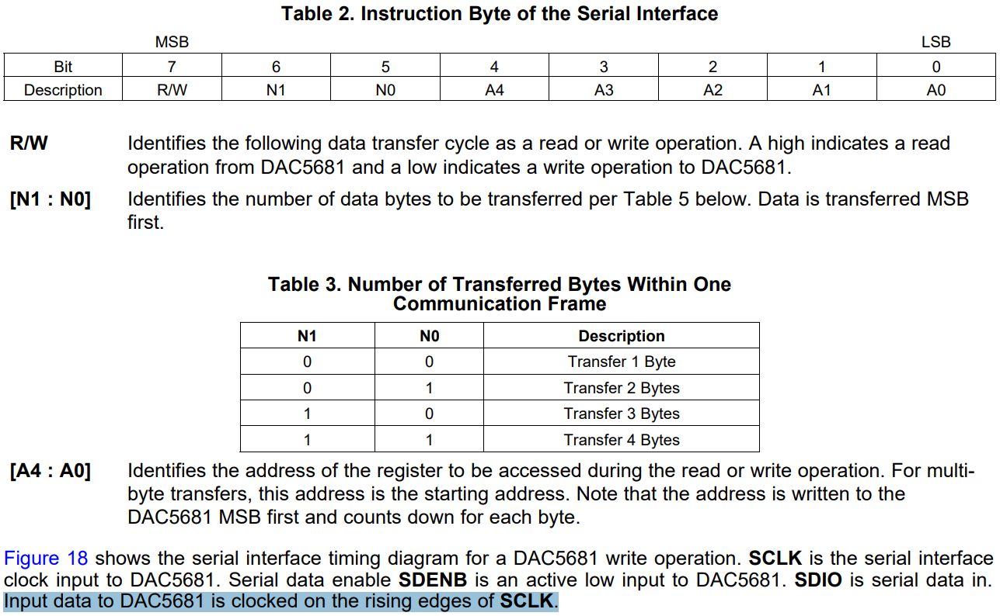 Table 2. Instruction Byte of the Serial Interface
MSB LSB
Bit 7 6 5 4 3 2 1 0
Description R/W N1 N0 A4 A3 A2 A1 A0
R/W Identifies the following data transfer cycle as a read or write operation. A high indicates a read
operation from DAC5681 and a low indicates a write operation to DAC5681.
[N1 : N0] Identifies the number of data bytes to be transferred per Table 5 below. Data is transferred MSB
first.
Table 3. Number of Transferred Bytes Within One
Communication Frame
N1 N0 Description
0 0 Transfer 1 Byte
0 1 Transfer 2 Bytes
1 0 Transfer 3 Bytes
1 1 Transfer 4 Bytes
[A4 : A0] Identifies the address of the register to be accessed during the read or write operation. For multi-
byte transfers, this address is the starting address. Note that the address is written to the
DAC5681 MSB first and counts down for each byte.
Figure 18 shows the serial interface timing diagram for a DAC5681 write operation. SCLK is the serial interface
clock input to DAC5681. Serial data enable SDENB is an active low input to DAC5681. SDIO is serial data in.
Input data to DAC5681 is clocked on the rising edges of SCLK.